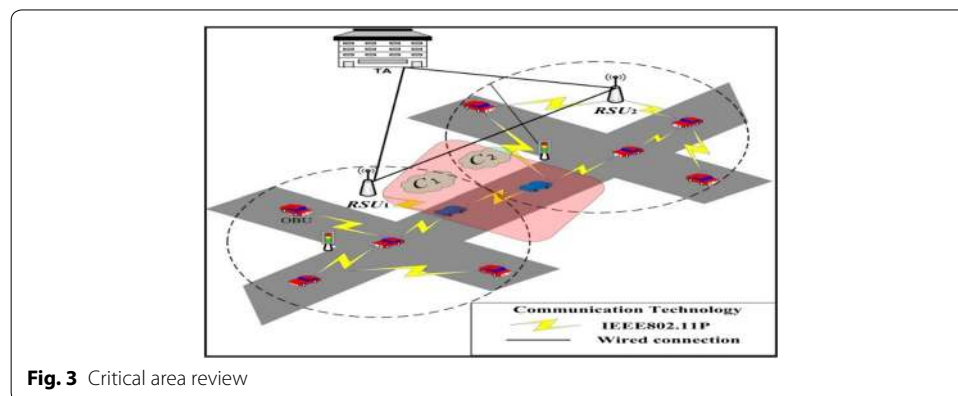 TA
RSU2
C2
C1
RSU1
OBU
Communication Technology
IEEE802.11P
Wired connection
Fig. 3 Critical area review